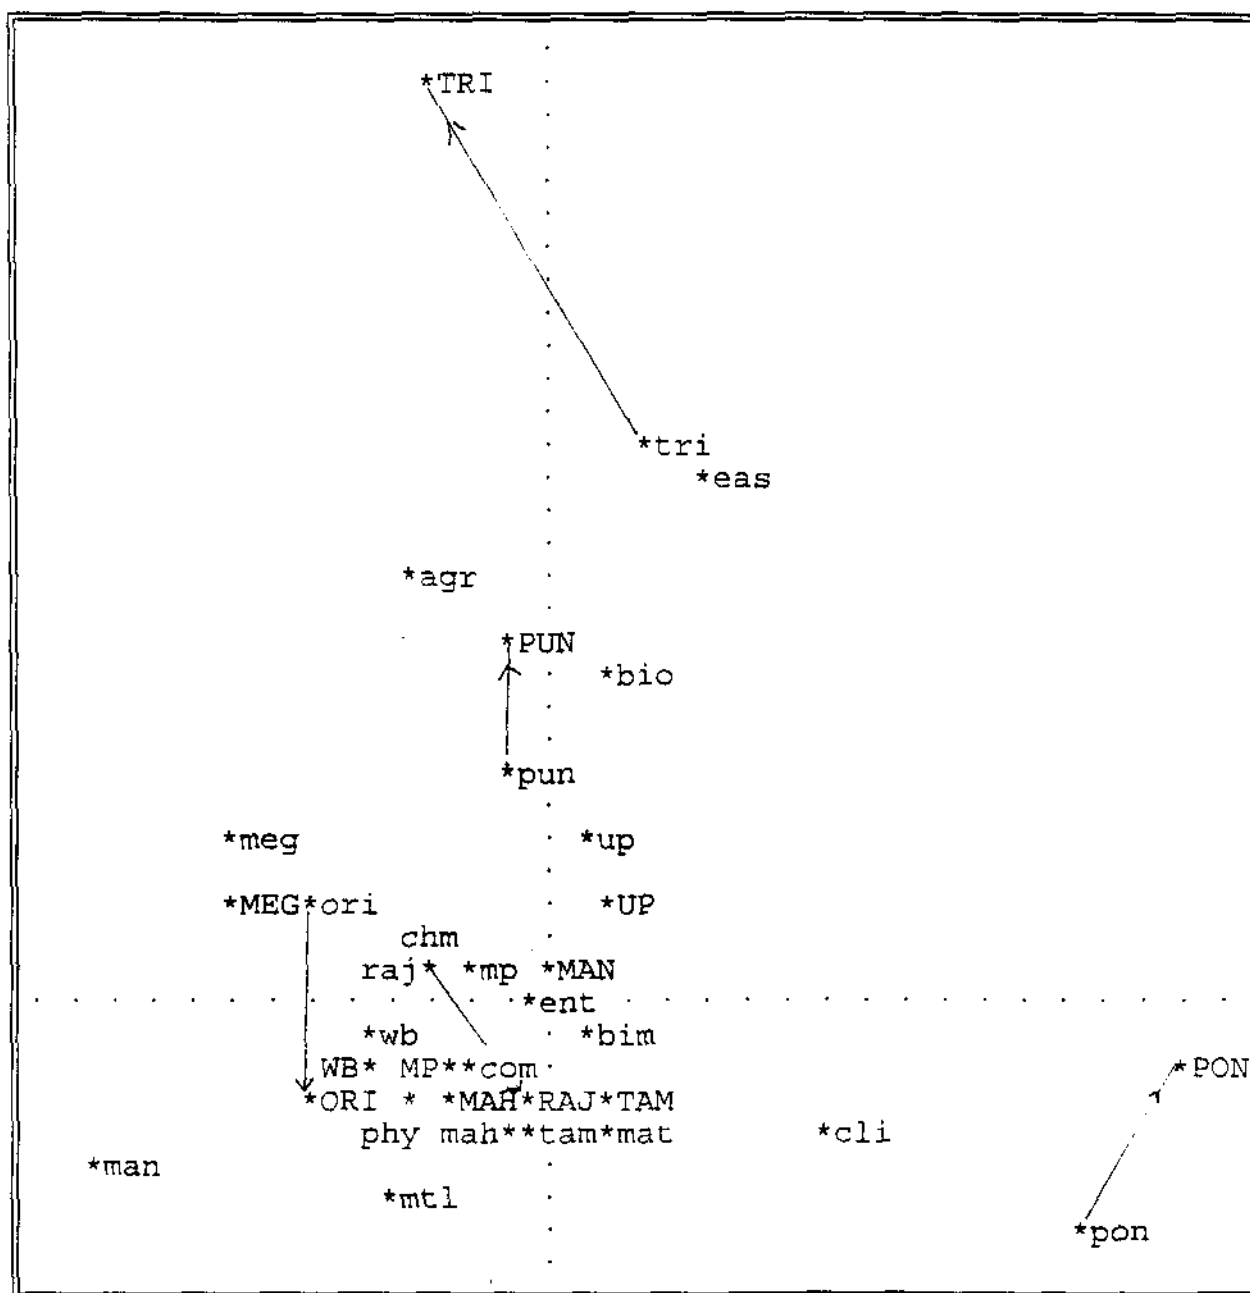 *TRI
*tri
*eas
*agr
*PUN
*bio
*pun
*meg *up
*MEG*ori *UP
chm
raj* *mp *MAN
*ent
*wb *bim
WB* MP**com *PON
*ORI * *MAH*RAJ*TAM
phy mah**tam*mat *cli
*man
*mtl
*pon